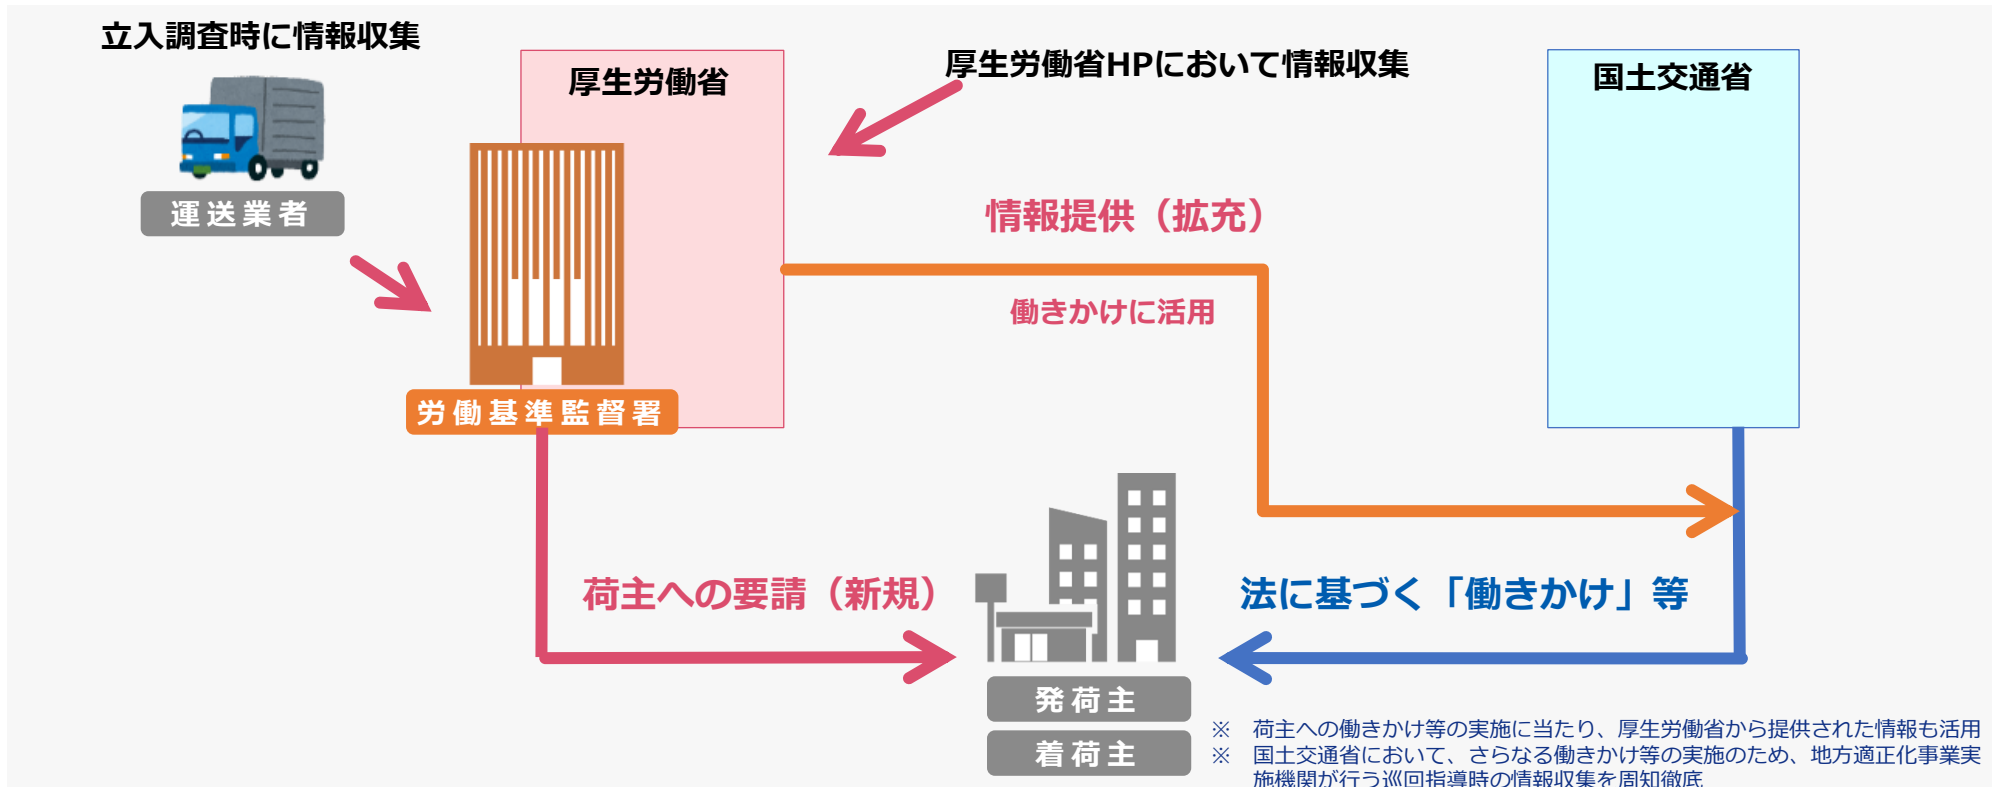 立入調査時に情報収集
運送業者
厚生労働省
労働基準監督署
厚生労働省HPにおいて情報収集
国土交通省
情報提供（拡充）
働きかけに活用
荷主への要請（新規）
法に基づく「働きかけ」等
発荷主
着荷主
※　荷主への働きかけ等の実施に当たり、厚生労働省から提供された情報も活用
※　国土交通省において、さらなる働きかけ等の実施のため、地方適正化事業実
施機関が行う巡回指導時の情報収集を周知徹底